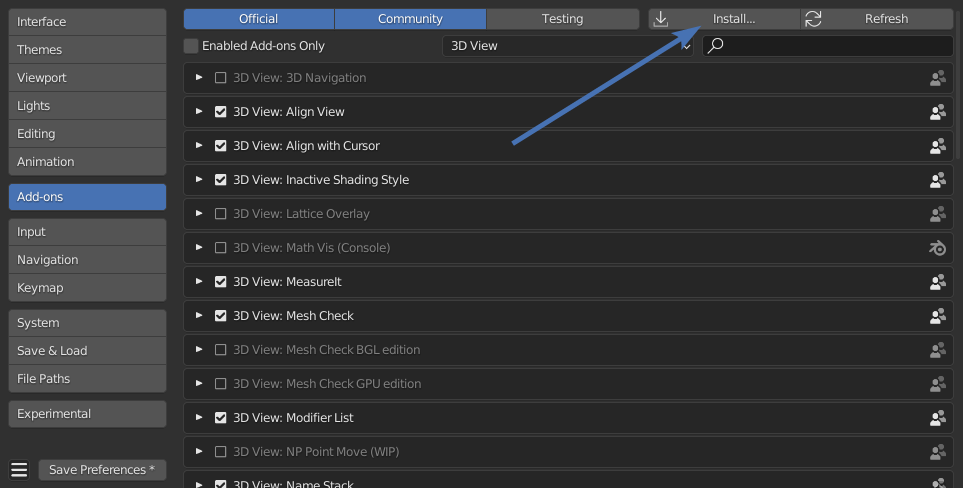 Interface
Themes
Viewport
Lights
Editing
Animation
Add-ons
Input
Navigation
Keymap
System
Save & Load
File Paths
Experimental
Save Preferences *
Official Community Testing Install... Refresh
Enabled Add-ons Only 3D View
3D View: 3D Navigation
3D View: Align View
3D View: Align with Cursor
3D View: Inactive Shading Style
3D View: Lattice Overlay
3D View: Math Vis (Console)
3D View: MeasureIt
3D View: Mesh Check
3D View: Mesh Check BGL edition
3D View: Mesh Check GPU edition
3D View: Modifier List
3D View: NP Point Move (WIP)
3D View: Name Stack